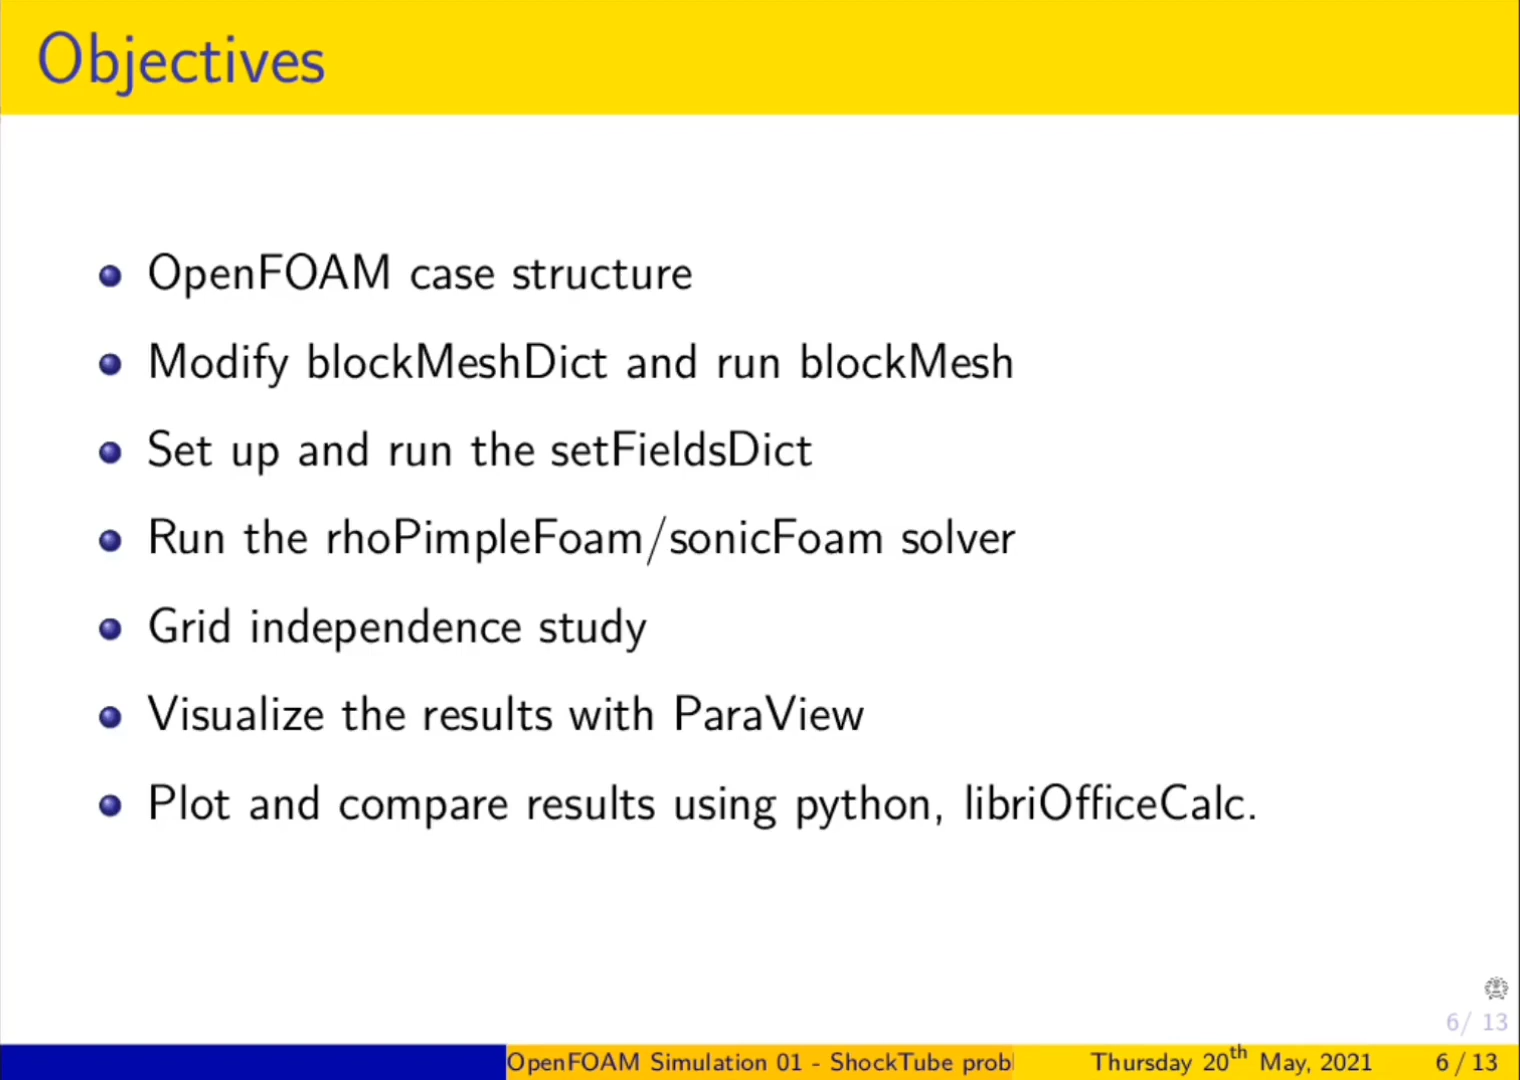 Objectives
OpenFOAM case structure
Modify blockMeshDict and run blockMesh
Set up and run the setFieldsDict
Run the rhoPimpleFoam/sonicFoam solver
Grid independence study
Visualize the results with ParaView
Plot and compare results using python, libriOfficeCalc.
6/ 13
OpenFOAM Simulation 01 - ShockTube probl Thursday 20th May, 2021 6 / 13